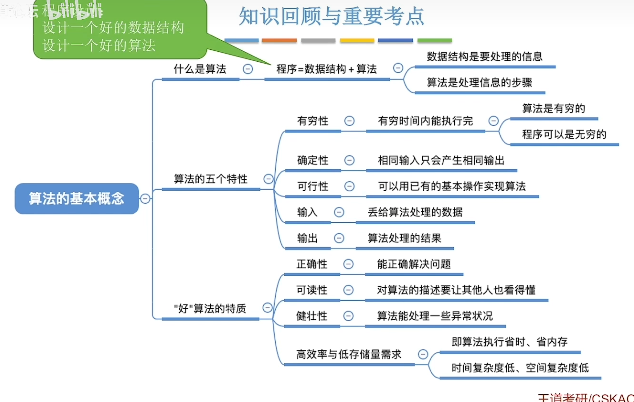 知识回顾与重要考点
设计一个好的数据结构
设计一个好的算法
算法的基本概念
什么是算法
程序=数据结构+算法
数据结构是要处理的信息
算法是处理信息的步骤
算法的五个特性
有穷性
有穷时间内能执行完
算法是有穷的
程序可以是无穷的
确定性
相同输入只会产生相同输出
可行性
可以用已有的基本操作实现算法
输入
丢给算法处理的数据
输出
算法处理的结果
"好"算法的特质
正确性
能正确解决问题
可读性
对算法的描述要让其他人也看得懂
健壮性
算法能处理一些异常状况
高效率与低存储量需求
即算法执行省时、省内存
时间复杂度低、空间复杂度低
王道考研/CSKAO